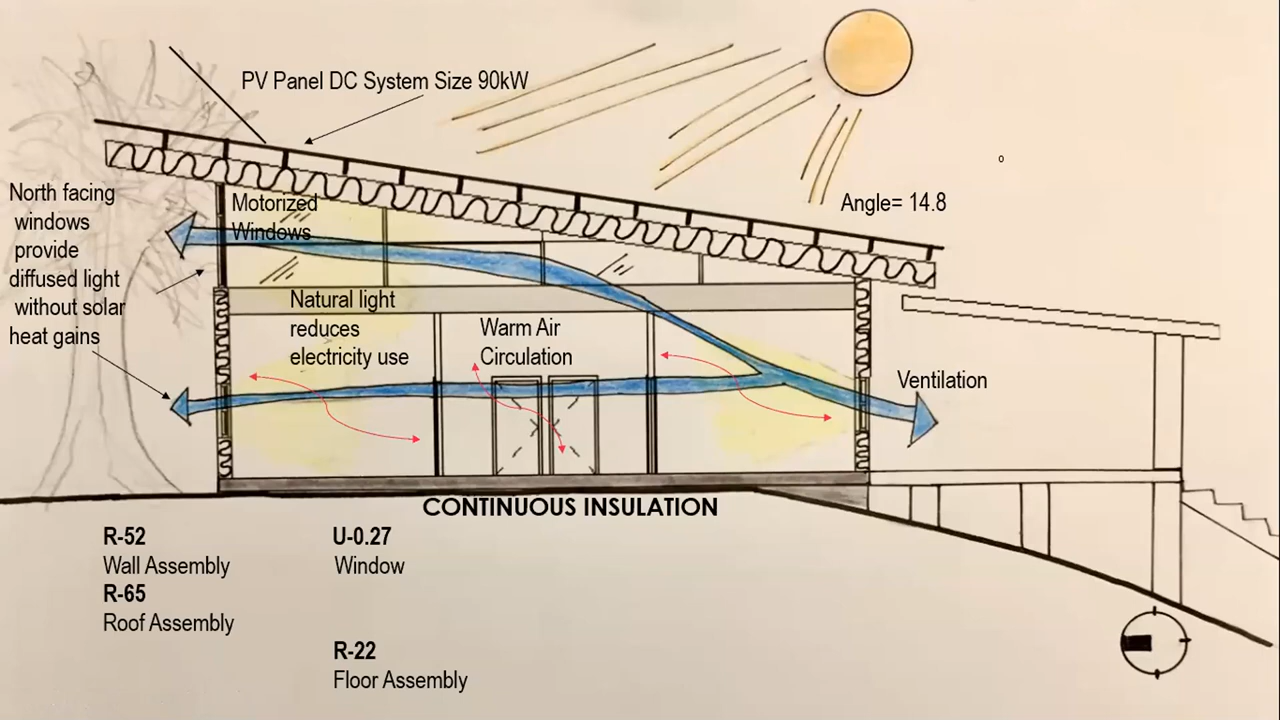 PV Panel DC System Size 90kW
North facing
windows
provide
diffused light
without solar
heat gains
Motorized
Windows
Angle= 14.8
°
Natural light
reduces
electricity use
Warm Air
Circulation
Ventilation
CONTINUOUS INSULATION
R-52
Wall Assembly
R-65
Roof Assembly
U-0.27
Window
R-22
Floor Assembly